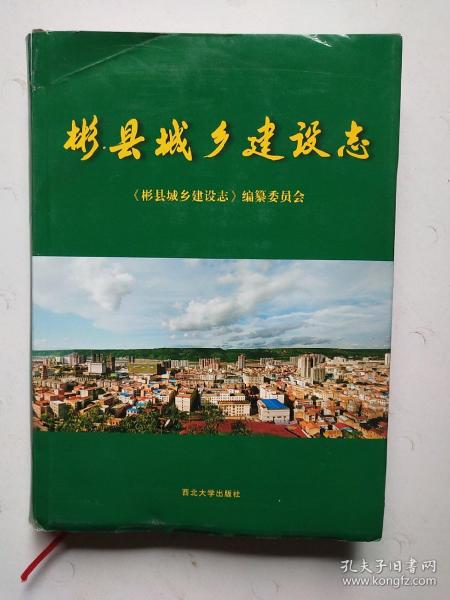 彬县城乡建设志
《彬县城乡建设志》编纂委员会
西北大学出版社
孔夫子旧书网
www.kongfz.com